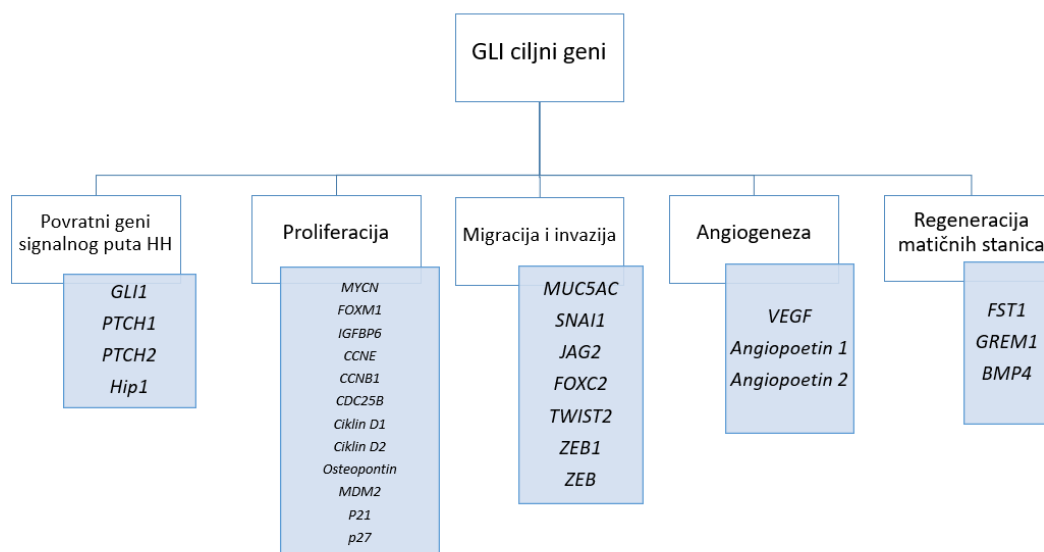 GLI ciljni geni
Povratni geni
signalnog puta HH
GLI1
PTCH1
PTCH2
Hip1
Proliferacija
MYCN
FOXM1
IGFBP6
CCNE
CCNB1
CDC25B
Ciklin D1
Ciklin D2
Osteopontin
MDM2
P21
p27
Migracija i invazija
MUC5AC
SNAI1
JAG2
FOXC2
TWIST2
ZEB1
ZEB
Angiogeneza
VEGF
Angiopoetin 1
Angiopoetin 2
Regeneracija
matičnih stanica
FST1
GREM1
BMP4